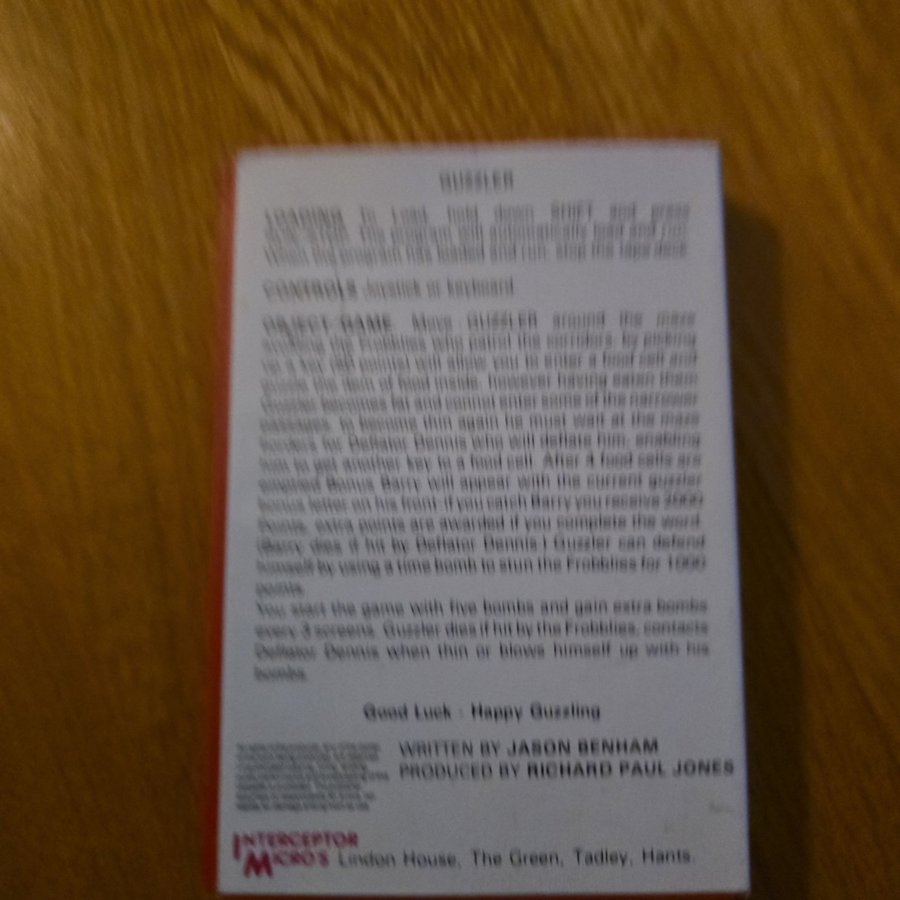 GUZZLER
LOADING To Load, hold down SHIFT and press
RUN/STOP. The program will automatically load and run.
When the program has loaded and run, stop the tape deck.
CONTROLS Joystick or keyboard
OBJECT GAME Move GUZZLER around the maze
avoiding the Frobblies who patrol the corridors, by picking
up a key (50 points) will allow you to enter a food cell and
guzzle the item of food inside, however having eaten them
Guzzler becomes fat and cannot enter some of the narrower
passages, to become thin again he must wait at the maze
borders for Deflator Dennis who will deflate him, enabling
him to get another key to a food cell. After 4 food cells are
emptied Bonus Barry will appear with the current guzzler
bonus letter on his front if you catch Barry you receive 2000
Points, extra points are awarded if you complete the word.
(Barry dies if hit by Deflator Dennis.) Guzzler can defend
himself by using a time bomb to stun the Frobblies for 1000
points.
You start the game with five bombs and gain extra bombs
every 3 screens. Guzzler dies if hit by the Frobblies, contacts
Deflator Dennis when thin or blows himself up with his
bombs.
Good Luck - Happy Guzzling
WRITTEN BY JASON BENHAM
PRODUCED BY RICHARD PAUL JONES
INTERCEPTOR
MICRO'S Lindon House, The Green, Tadley, Hants.